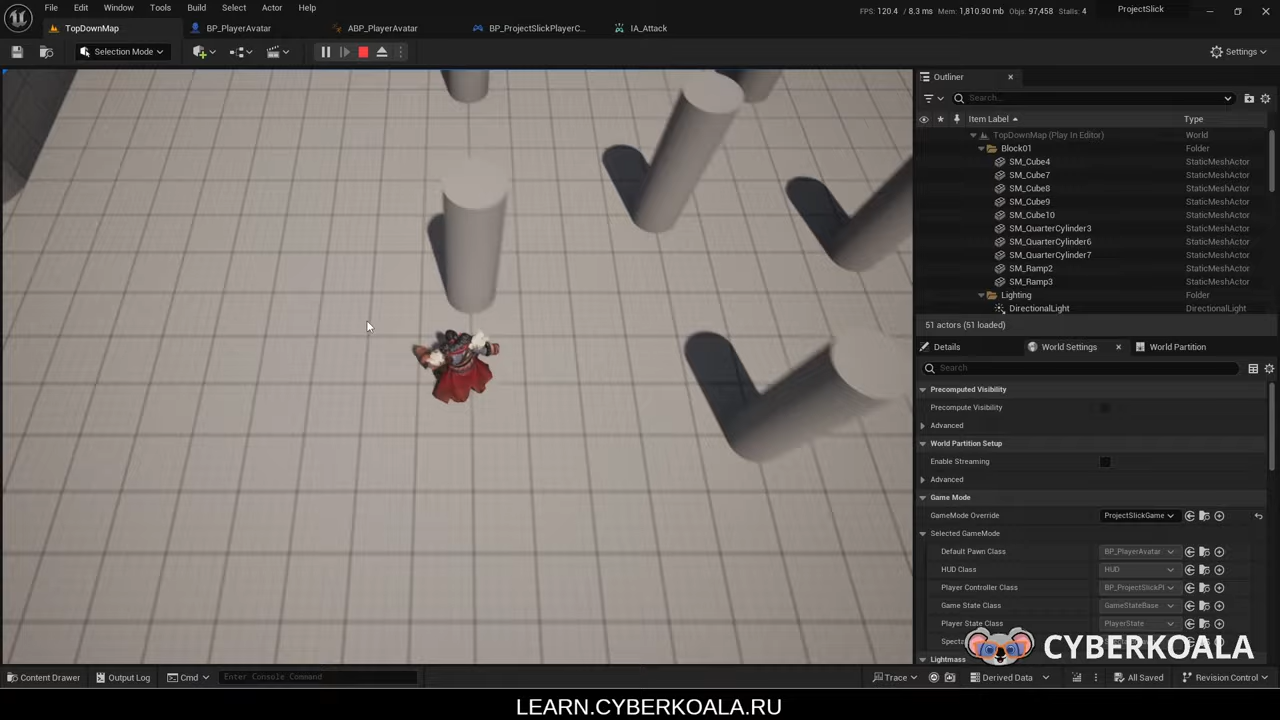 File Edit View Select Actor Help
FPS: 120.4 / 8.3 ms Mem: 1,810.90 mb Objs: 97,458 Stalls: 4
ProjectSlick
TopDownMap
BP_PlayerAvatar
ABP_PlayerAvatar
BP_ProjectSlickPlayerC...
IA_Attack
Selection Mode
Settings
Outliner
Search...
Item Label
Type
TopDownMap (Play In Editor) World
Block01 Folder
SM_Cube4 StaticMeshActor
SM_Cube7 StaticMeshActor
SM_Cube8 StaticMeshActor
SM_Cube9 StaticMeshActor
SM_Cube10 StaticMeshActor
SM_QuarterCylinder3 StaticMeshActor
SM_QuarterCylinder6 StaticMeshActor
SM_QuarterCylinder7 StaticMeshActor
SM_Ramp2 StaticMeshActor
SM_Ramp3 StaticMeshActor
Lighting Folder
DirectionalLight DirectionalLight
51 actors (51 loaded)
Details
World Settings
World Partition
Search
Precomputed Visibility
Precompute Visibility
Advanced
World Partition Setup
Enable Streaming
Advanced
Game Mode
GameMode Override ProjectSlickGame
Selected GameMode
Default Pawn Class BP_PlayerAvatar
HUD Class HUD
Player Controller Class BP_ProjectSlickPl
Game State Class GameStateBase
Player State Class PlayerState
Lightmass
CYBERKOALA
Content Drawer
Output Log
Cmd
Enter Console Command
Trace
Derived Data
All Saved
Revision Control
LEARN.CYBERKOALA.RU